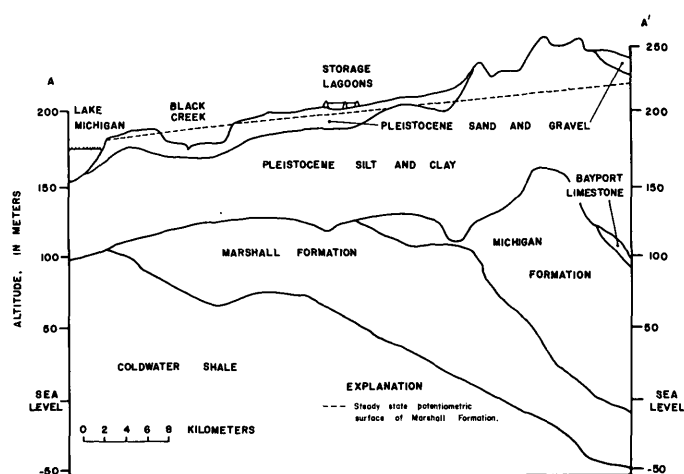 A
A'
250
STORAGE
LAGOONS
LAKE
MICHIGAN
BLACK
CREEK
200
200
PLEISTOCENE SAND AND GRAVEL
PLEISTOCENE SILT AND CLAY
BAYPORT
LIMESTONE
150
150
ALTITUDE, IN METERS
MARSHALL FORMATION
MICHIGAN
FORMATION
100
100
50
50
COLDWATER SHALE
EXPLANATION
Steady state potentiometric
surface of Marshall Formation.
SEA
LEVEL
SEA
LEVEL
0 2 4 6 8 KILOMETERS
-50
-50